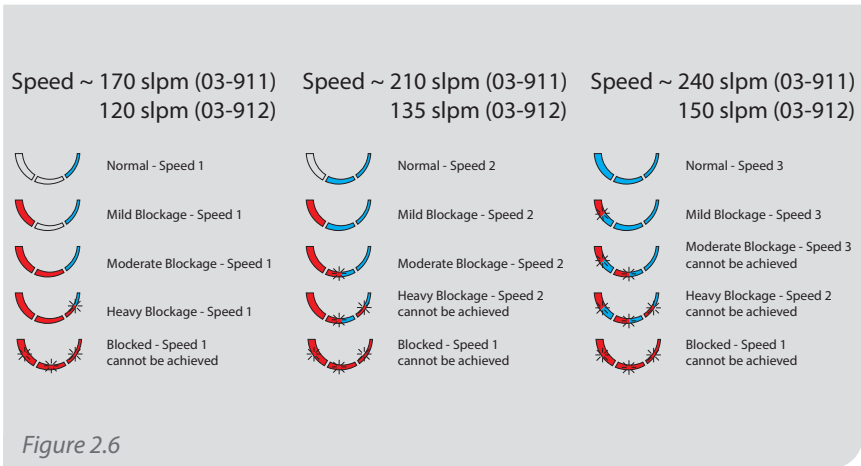 Speed ~ 170 slpm (03-911)
120 slpm (03-912)
Normal - Speed 1
Mild Blockage - Speed 1
Moderate Blockage - Speed 1
Heavy Blockage - Speed 1
Blocked - Speed 1
cannot be achieved
Speed ~ 210 slpm (03-911)
135 slpm (03-912)
Normal - Speed 2
Mild Blockage - Speed 2
Moderate Blockage - Speed 2
Heavy Blockage - Speed 2
cannot be achieved
Blocked - Speed 1
cannot be achieved
Speed ~ 240 slpm (03-911)
150 slpm (03-912)
Normal - Speed 3
Mild Blockage - Speed 3
Moderate Blockage - Speed 3
cannot be achieved
Heavy Blockage - Speed 2
cannot be achieved
Blocked - Speed 1
cannot be achieved
Figure 2.6